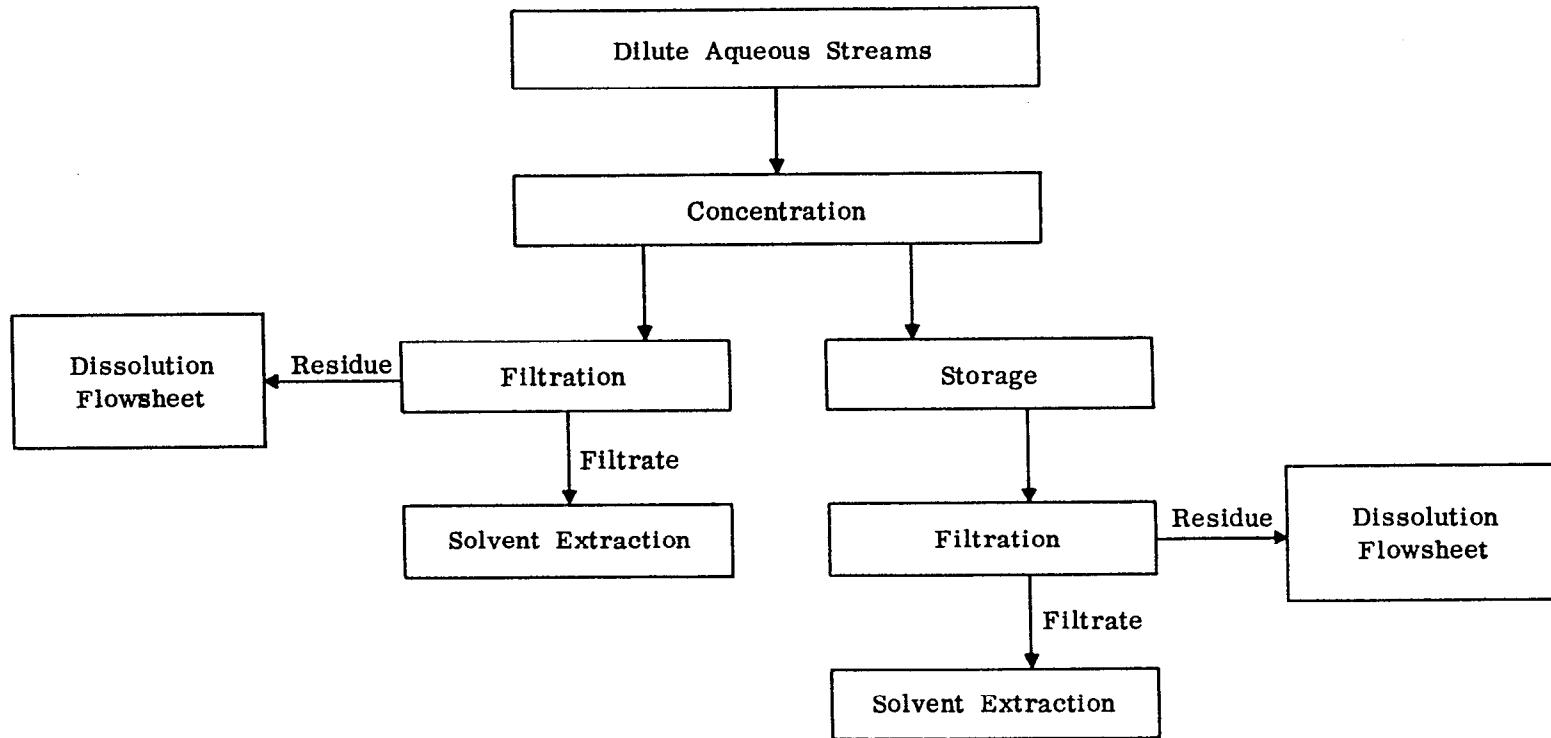 Dilute Aqueous Streams
Concentration
Dissolution
Flowsheet
Residue
Filtration
Storage
Filtrate
Solvent Extraction
Filtration
Residue
Dissolution
Flowsheet
Filtrate
Solvent Extraction